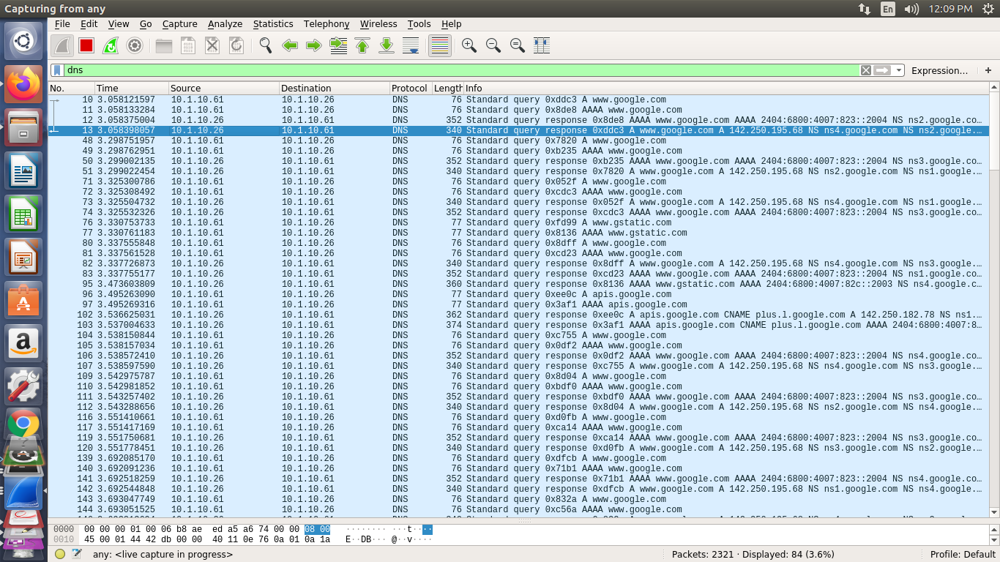 Capturing from any En 12:09 PM
File Edit View Go Capture Analyze Statistics Telephony Wireless Tools Help
dns Expression… +
No. Time Source Destination Protocol Length Info
10 3.058121597 10.1.10.61 10.1.10.26 DNS 76 Standard query 0xddc3 A www.google.com
11 3.058133284 10.1.10.61 10.1.10.26 DNS 76 Standard query 0x8de8 AAAA www.google.com
12 3.058375004 10.1.10.26 10.1.10.61 DNS 352 Standard query response 0x8de8 AAAA www.google.com AAAA 2404:6800:4007:823::2004 NS ns2.google.co…
13 3.058398057 10.1.10.26 10.1.10.61 DNS 340 Standard query response 0xddc3 A www.google.com A 142.250.195.68 NS ns4.google.com NS ns2.google.…
48 3.298751957 10.1.10.61 10.1.10.26 DNS 76 Standard query 0x7820 A www.google.com
49 3.298762951 10.1.10.61 10.1.10.26 DNS 76 Standard query 0xb235 AAAA www.google.com
50 3.299002135 10.1.10.26 10.1.10.61 DNS 352 Standard query response 0xb235 AAAA www.google.com AAAA 2404:6800:4007:823::2004 NS ns3.google.co…
51 3.299022454 10.1.10.26 10.1.10.61 DNS 340 Standard query response 0x7820 A www.google.com A 142.250.195.68 NS ns2.google.com NS ns1.google.…
71 3.325300786 10.1.10.61 10.1.10.26 DNS 76 Standard query 0x052f A www.google.com
72 3.325308492 10.1.10.61 10.1.10.26 DNS 76 Standard query 0xcdc3 AAAA www.google.com
73 3.325504732 10.1.10.26 10.1.10.61 DNS 340 Standard query response 0x052f A www.google.com A 142.250.195.68 NS ns4.google.com NS ns1.google.…
74 3.325532326 10.1.10.26 10.1.10.61 DNS 352 Standard query response 0xcdc3 AAAA www.google.com AAAA 2404:6800:4007:823::2004 NS ns3.google.co…
76 3.330753733 10.1.10.61 10.1.10.26 DNS 77 Standard query 0xfd99 A www.gstatic.com
77 3.330761183 10.1.10.61 10.1.10.26 DNS 77 Standard query 0x8136 AAAA www.gstatic.com
80 3.337555848 10.1.10.61 10.1.10.26 DNS 76 Standard query 0x8dff A www.google.com
81 3.337561528 10.1.10.61 10.1.10.26 DNS 76 Standard query 0xcd23 AAAA www.google.com
82 3.337726873 10.1.10.26 10.1.10.61 DNS 340 Standard query response 0x8dff A www.google.com A 142.250.195.68 NS ns4.google.com NS ns3.google.…
83 3.337755177 10.1.10.26 10.1.10.61 DNS 352 Standard query response 0xcd23 AAAA www.google.com AAAA 2404:6800:4007:823::2004 NS ns1.google.co…
95 3.473603809 10.1.10.26 10.1.10.61 DNS 360 Standard query response 0x8136 AAAA www.gstatic.com AAAA 2404:6800:4007:82c::2003 NS ns4.google.c…
96 3.495263090 10.1.10.61 10.1.10.26 DNS 77 Standard query 0xee0c A apis.google.com
97 3.495269316 10.1.10.61 10.1.10.26 DNS 77 Standard query 0x3af1 AAAA apis.google.com
102 3.536625031 10.1.10.26 10.1.10.61 DNS 362 Standard query response 0xee0c A apis.google.com CNAME plus.l.google.com A 142.250.182.78 NS ns1.…
103 3.537004633 10.1.10.26 10.1.10.61 DNS 374 Standard query response 0x3af1 AAAA apis.google.com CNAME plus.l.google.com AAAA 2404:6800:4007:8…
104 3.538150844 10.1.10.61 10.1.10.26 DNS 76 Standard query 0xc755 A www.google.com
105 3.538157034 10.1.10.61 10.1.10.26 DNS 76 Standard query 0x0df2 AAAA www.google.com
106 3.538572410 10.1.10.26 10.1.10.61 DNS 352 Standard query response 0x0df2 AAAA www.google.com AAAA 2404:6800:4007:823::2004 NS ns4.google.co…
107 3.538597590 10.1.10.26 10.1.10.61 DNS 340 Standard query response 0xc755 A www.google.com A 142.250.195.68 NS ns4.google.com NS ns3.google.…
109 3.542975787 10.1.10.61 10.1.10.26 DNS 76 Standard query 0x8d04 A www.google.com
110 3.542981852 10.1.10.61 10.1.10.26 DNS 76 Standard query 0xbdf0 AAAA www.google.com
111 3.543257402 10.1.10.26 10.1.10.61 DNS 352 Standard query response 0xbdf0 AAAA www.google.com AAAA 2404:6800:4007:823::2004 NS ns3.google.co…
112 3.543288656 10.1.10.26 10.1.10.61 DNS 340 Standard query response 0x8d04 A www.google.com A 142.250.195.68 NS ns2.google.com NS ns4.google.…
116 3.551410661 10.1.10.61 10.1.10.26 DNS 76 Standard query 0xd0fb A www.google.com
117 3.551417169 10.1.10.61 10.1.10.26 DNS 76 Standard query 0xca14 AAAA www.google.com
119 3.551750681 10.1.10.26 10.1.10.61 DNS 352 Standard query response 0xca14 AAAA www.google.com AAAA 2404:6800:4007:823::2004 NS ns4.google.co…
120 3.551778451 10.1.10.26 10.1.10.61 DNS 340 Standard query response 0xd0fb A www.google.com A 142.250.195.68 NS ns3.google.com NS ns2.google.…
139 3.692085170 10.1.10.61 10.1.10.26 DNS 76 Standard query 0xdfcb A www.google.com
140 3.692091236 10.1.10.61 10.1.10.26 DNS 76 Standard query 0x71b1 AAAA www.google.com
141 3.692518259 10.1.10.26 10.1.10.61 DNS 352 Standard query response 0x71b1 AAAA www.google.com AAAA 2404:6800:4007:823::2004 NS ns4.google.co…
142 3.692544848 10.1.10.26 10.1.10.61 DNS 340 Standard query response 0xdfcb A www.google.com A 142.250.195.68 NS ns1.google.com NS ns2.google.…
143 3.693047749 10.1.10.61 10.1.10.26 DNS 76 Standard query 0x832a A www.google.com
144 3.693051525 10.1.10.61 10.1.10.26 DNS 76 Standard query 0xc56a AAAA www.google.com
0000 00 00 00 01 00 06 b8 ae ed a5 a6 74 00 00 08 00 ········ ···t····
0010 45 00 01 44 42 db 00 00 40 11 0e 76 0a 01 0a 1a E··DB··· @··v····
any: <live capture in progress> Packets: 2321 · Displayed: 84 (3.6%) Profile: Default